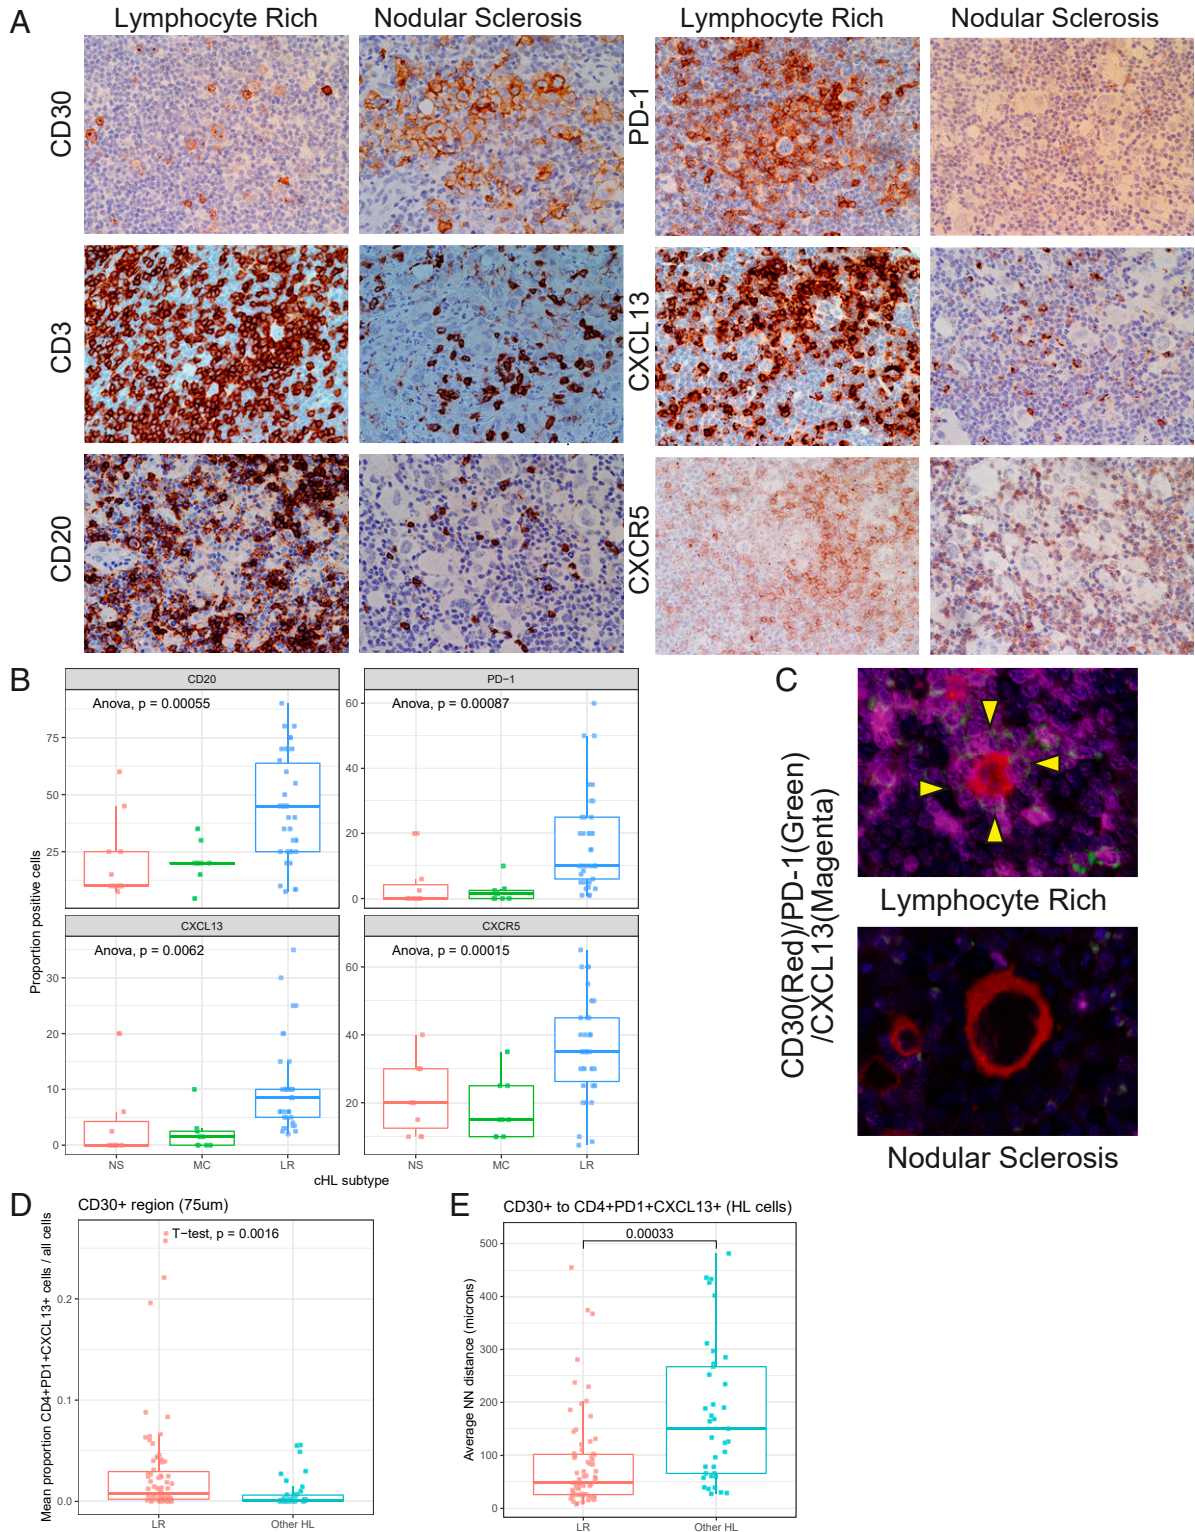 A
Lymphocyte Rich
Nodular Sclerosis
Lymphocyte Rich
Nodular Sclerosis
CD30
PD-1
CD3
CXCL13
CD20
CXCR5
B
CD20
Anova, p = 0.00055
75
50
25
PD−1
Anova, p = 0.00087
60
40
20
0
CXCL13
Anova, p = 0.0062
30
20
10
0
CXCR5
Anova, p = 0.00015
60
40
20
Proportion positive cells
NS
MC
LR
NS
MC
LR
cHL subtype
C
CD30(Red)/PD-1(Green)
/CXCL13(Magenta)
Lymphocyte Rich
Nodular Sclerosis
D
CD30+ region (75um)
T−test, p = 0.0016
Mean proportion CD4+PD1+CXCL13+ cells / all cells
0.2
0.1
0.0
LR
Other HL
E
CD30+ to CD4+PD1+CXCL13+ (HL cells)
0.00033
Average NN distance (microns)
500
400
300
200
100
0
LR
Other HL